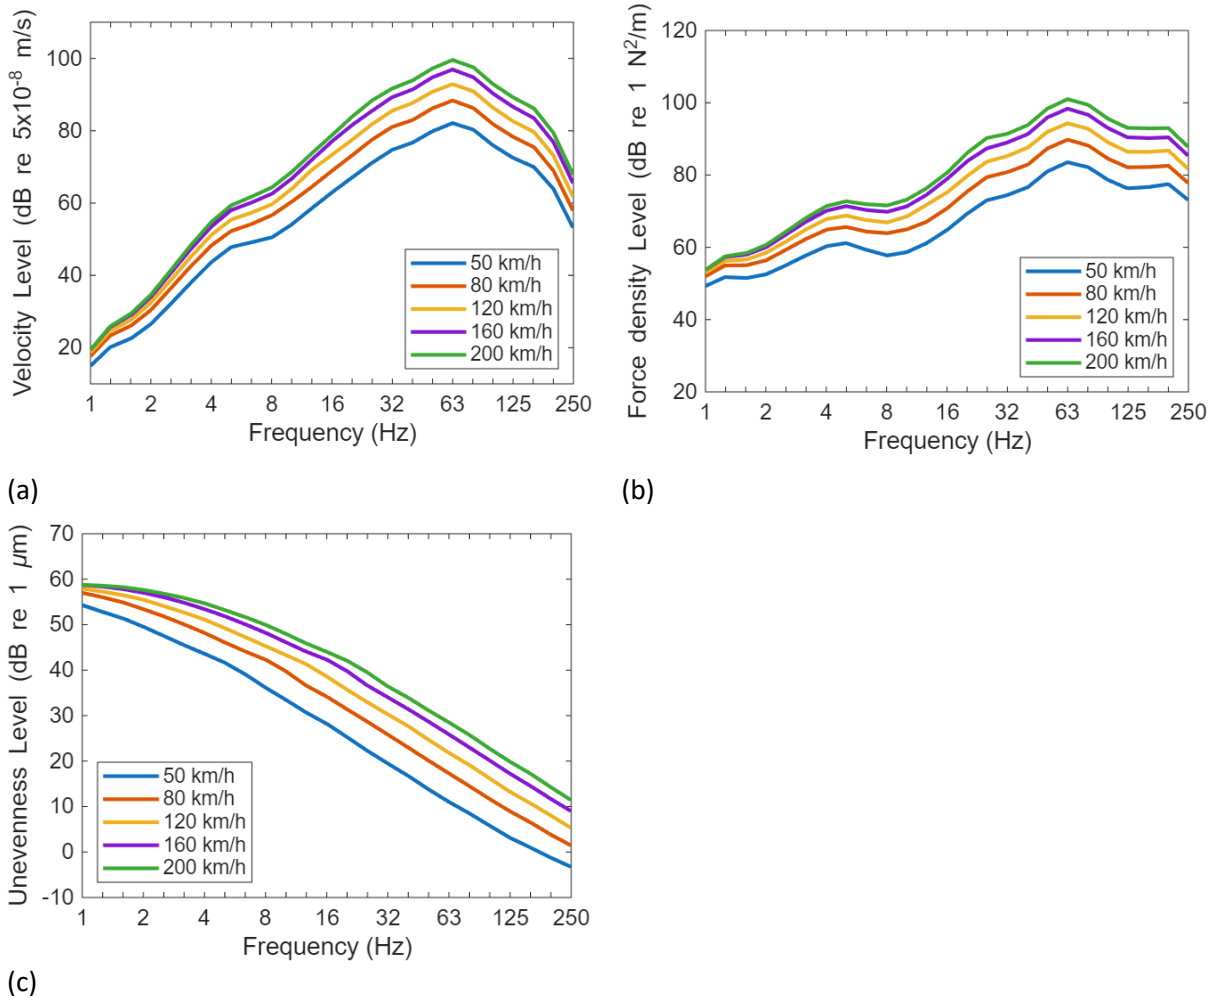 Velocity Level (dB re 5x10-8 m/s)
100
80
60
40
20
1 2 4 8 16 32 63 125 250
Frequency (Hz)
50 km/h
80 km/h
120 km/h
160 km/h
200 km/h
(a)
Force density Level (dB re 1 N²/m)
120
100
80
60
40
20
1 2 4 8 16 32 63 125 250
Frequency (Hz)
50 km/h
80 km/h
120 km/h
160 km/h
200 km/h
(b)
Unevenness Level (dB re 1 µm)
70
60
50
40
30
20
10
0
-10
1 2 4 8 16 32 63 125 250
Frequency (Hz)
50 km/h
80 km/h
120 km/h
160 km/h
200 km/h
(c)